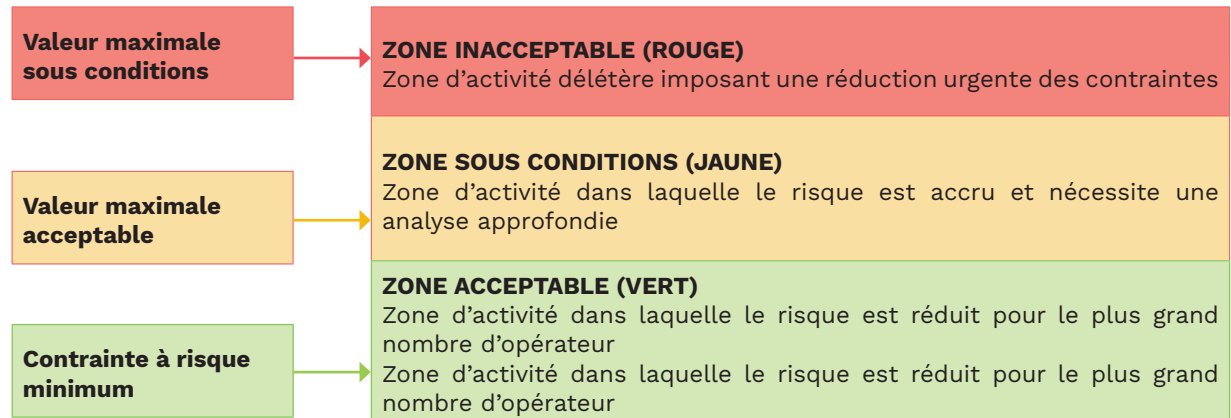 Valeur maximale
sous conditions
ZONE INACCEPTABLE (ROUGE)
Zone d’activité délétère imposant une réduction urgente des contraintes
Valeur maximale
acceptable
ZONE SOUS CONDITIONS (JAUNE)
Zone d’activité dans laquelle le risque est accru et nécessite une
analyse approfondie
Contrainte à risque
minimum
ZONE ACCEPTABLE (VERT)
Zone d’activité dans laquelle le risque est réduit pour le plus grand
nombre d’opérateur
Zone d’activité dans laquelle le risque est réduit pour le plus grand
nombre d’opérateur